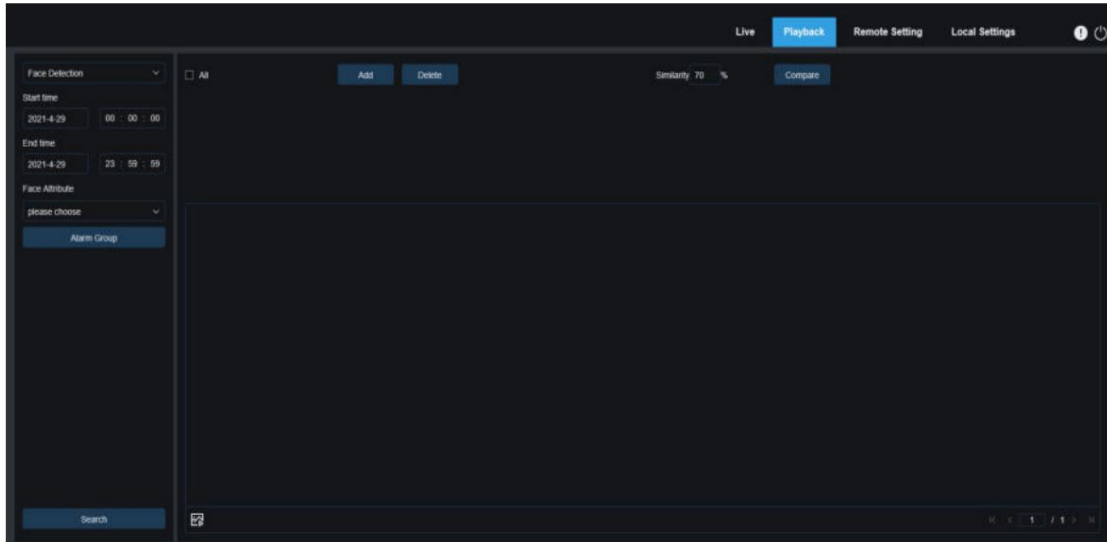 Live Playback Remote Setting Local Settings
Face Detection
Start time
2021-4-29 00 : 00 : 00
End time
2021-4-29 23 : 59 : 59
Face Attribute
please choose
Alarm Group
Search
All Add Delete Similarity 70 % Compare
1 / 1